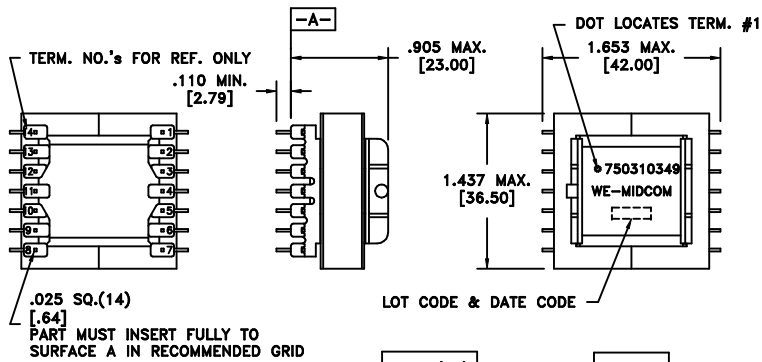 -A-
DOT LOCATES TERM. #1
.905 MAX.
[23.00]
1.653 MAX.
[42.00]
TERM. NO.'s FOR REF. ONLY
.110 MIN.
[2.79]
4
3
2
1
0
9
8
1
2
3
4
5
6
7
1.437 MAX.
[36.50]
750310349
WE-MIDCOM
LOT CODE & DATE CODE
.025 SQ.(14)
[.64]
PART MUST INSERT FULLY TO
SURFACE A IN RECOMMENDED GRID